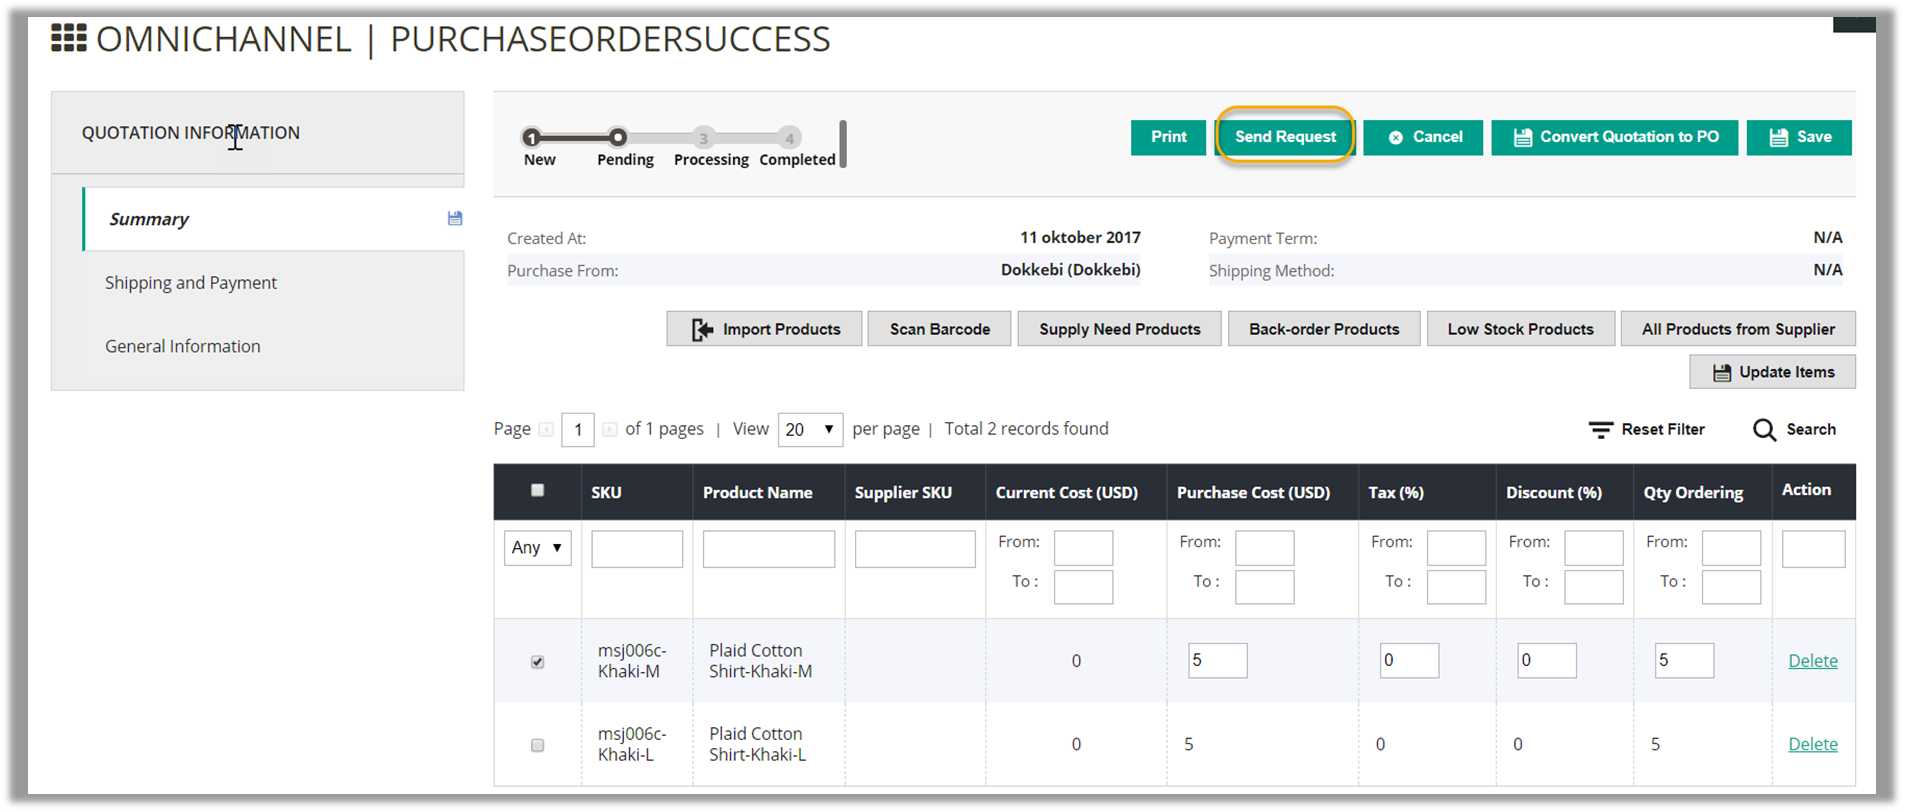 OMNICHANNEL | PURCHASEORDERSUCCESS
QUOTATION INFORMATION
Summary
Shipping and Payment
General Information
1 3 4
New Pending Processing Completed
Print Send Request Cancel Convert Quotation to PO Save
Created At: 11 oktober 2017 Payment Term: N/A
Purchase From: Dokkebi (Dokkebi) Shipping Method: N/A
Import Products Scan Barcode Supply Need Products Back-order Products Low Stock Products All Products from Supplier
Update Items
Page 1 of 1 pages | View 20 per page | Total 2 records found Reset Filter Search
SKU Product Name Supplier SKU Current Cost (USD) Purchase Cost (USD) Tax (%) Discount (%) Qty Ordering Action
Any From: From: From: From: From:
To : To : To : To : To :
msj006c- Plaid Cotton
Khaki-M Shirt-Khaki-M 0 5 0 0 5 Delete
msj006c- Plaid Cotton
Khaki-L Shirt-Khaki-L 0 5 0 0 5 Delete